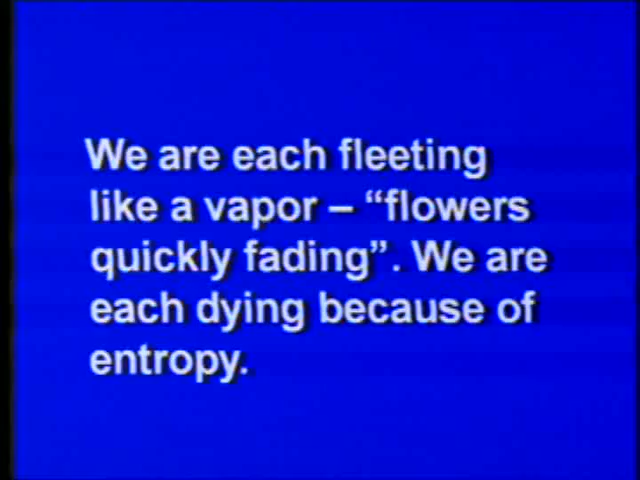 We are each fleeting
like a vapor – “flowers
quickly fading”. We are
each dying because of
entropy.